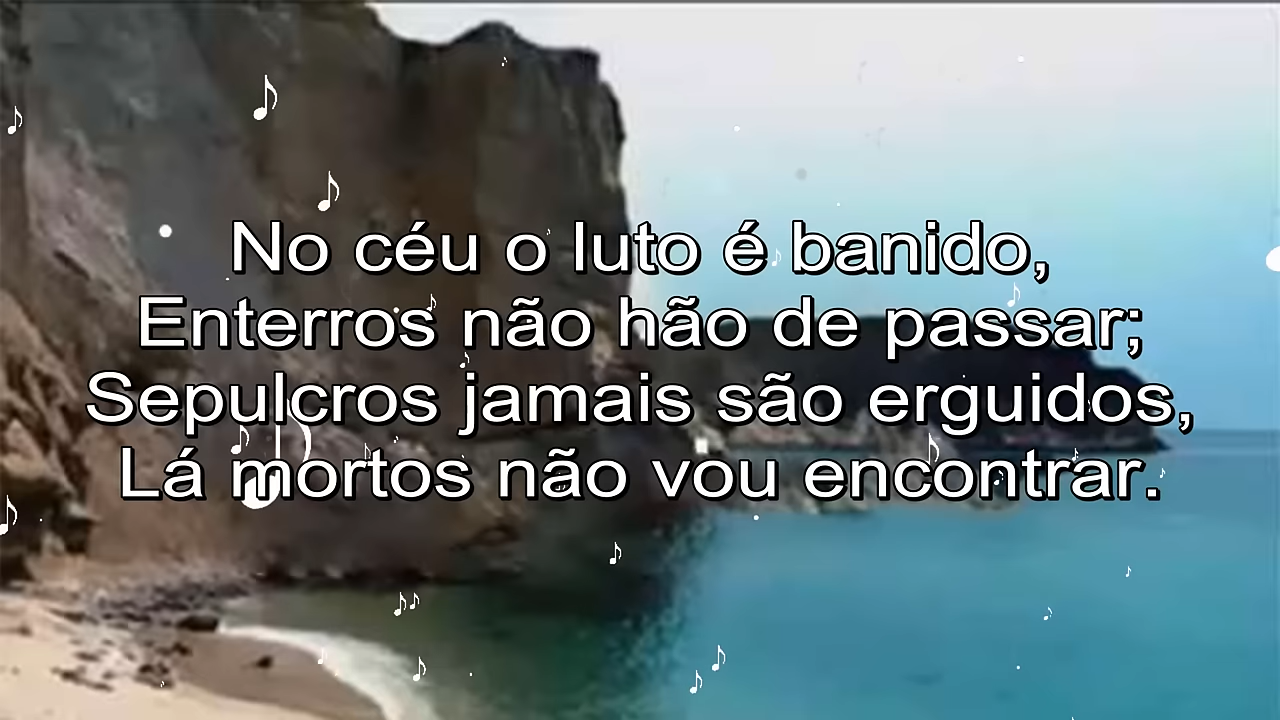 No céu o luto é banido,
Enterros não hão de passar;
Sepulcros jamais são erguidos,
Lá mortos não vou encontrar.